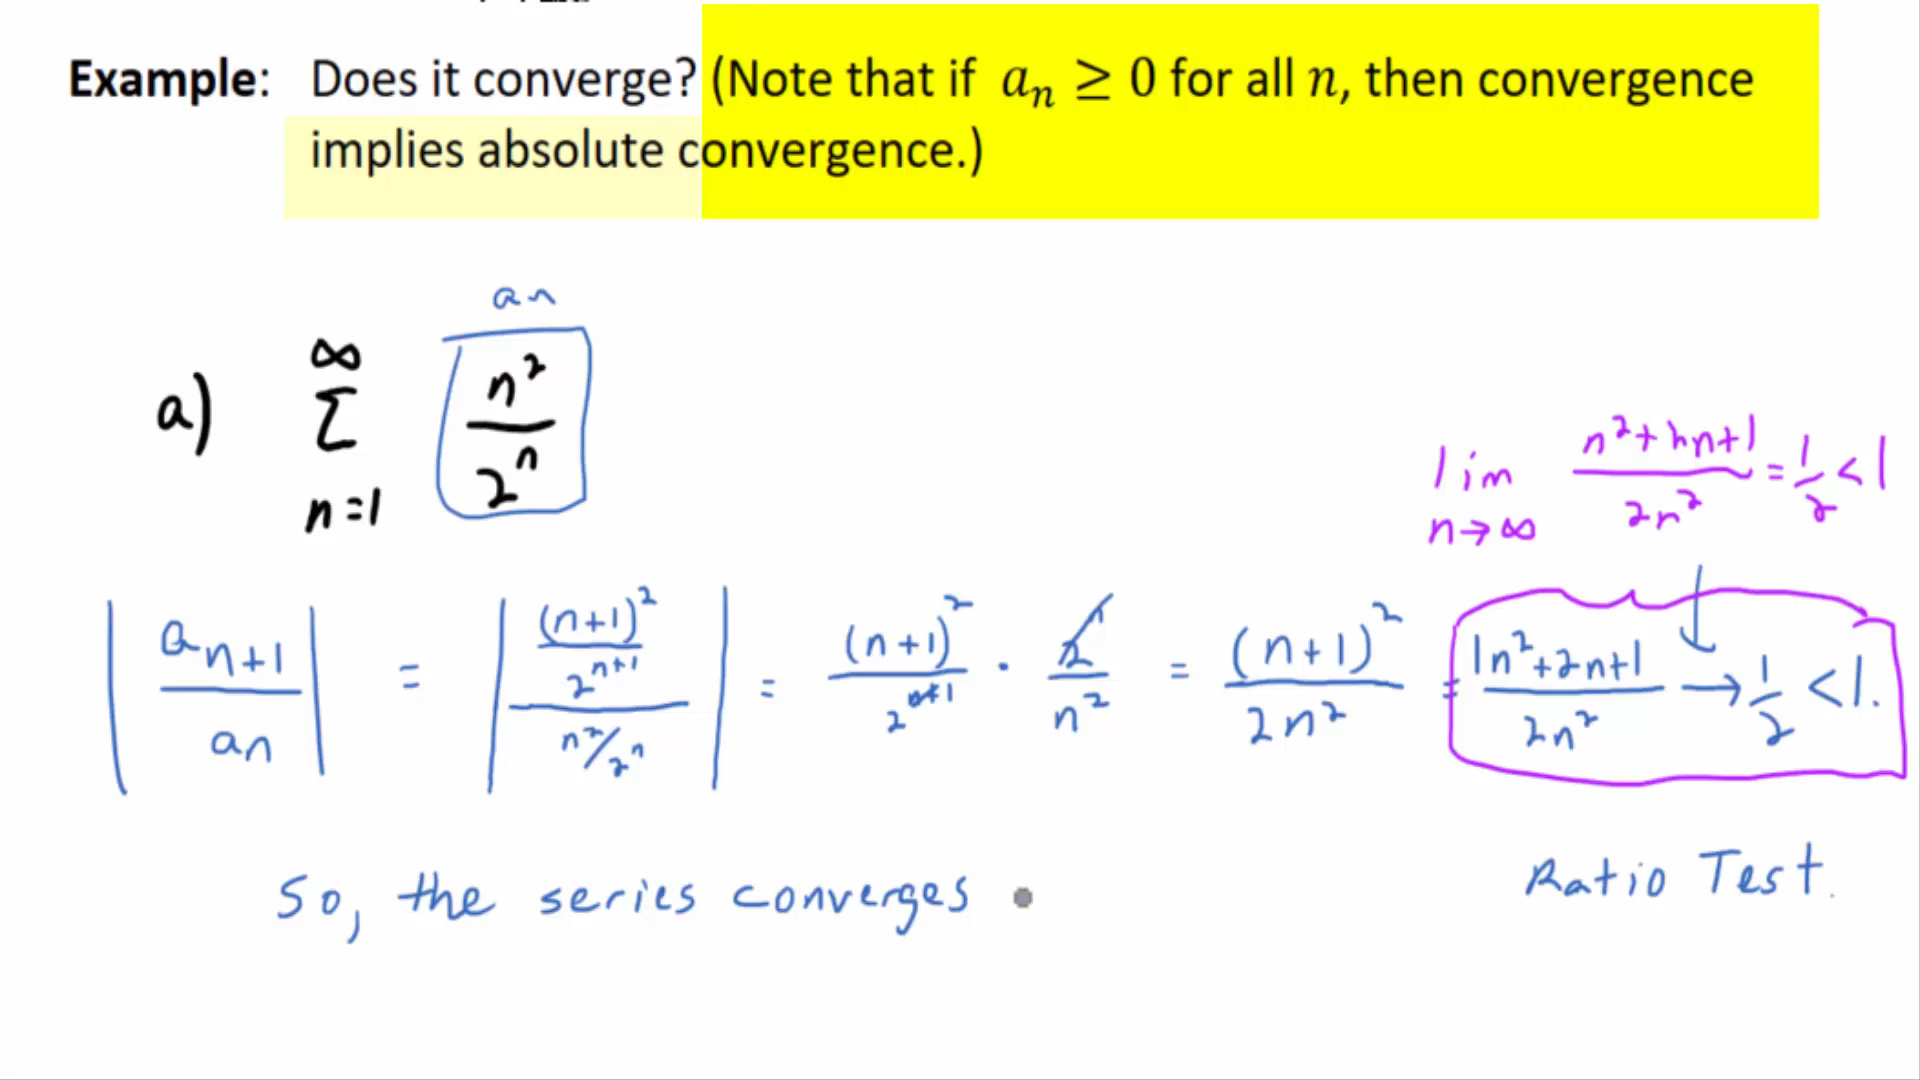 Example: Does it converge? (Note that if aₙ ≥ 0 for all n, then convergence
implies absolute convergence.)
an
a) ∞ Σ n=1 n²/2ⁿ
lim n→∞ (n²+2n+1)/(2n²) = 1/2 < 1
|aₙ₊₁/aₙ| = |((n+1)²/2ⁿ⁺¹)/(n²/2ⁿ)| = (n+1)²/2ⁿ⁺¹ · 2ⁿ/n² = (n+1)²/2n² = (1n²+2n+1)/2n² → 1/2 < 1.
So, the series converges
Ratio Test.